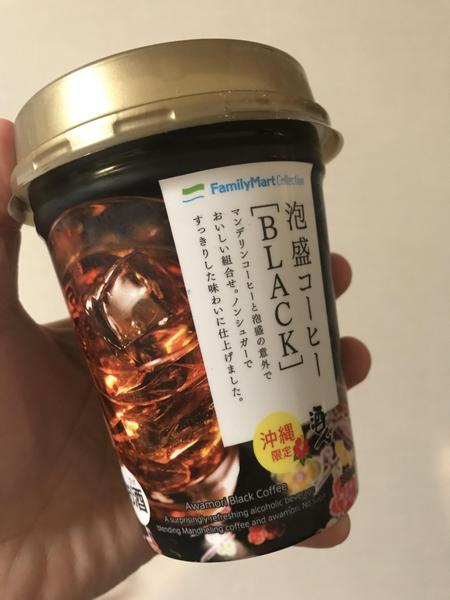 FamilyMart Collection
泡盛コーヒー
[BLACK]
マンデリンコーヒーと泡盛の意外で
おいしい組合せ。ノンシュガーで
すっきりした味わいに仕上げました。
沖縄
限定
酒
Awamori Black Coffee
A surprisingly refreshing alcoholic beverage
blending Mandheling coffee and awamori. No sugar